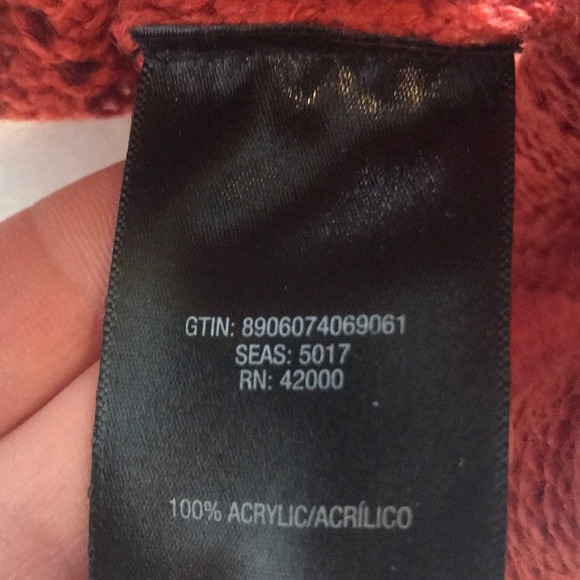 GTIN: 8906074069061
SEAS: 5017
RN: 42000
100% ACRYLIC/ACRÍLICO